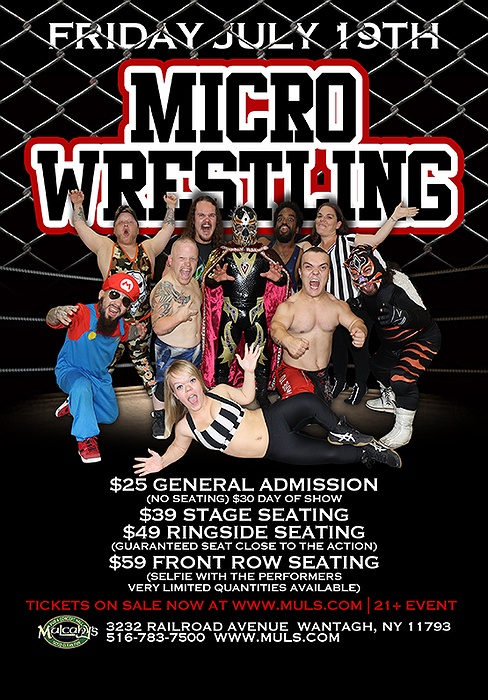 FRIDAY JULY 19TH
MICRO
WRESTLING
$25 GENERAL ADMISSION
(NO SEATING) $30 DAY OF SHOW
$39 STAGE SEATING
$49 RINGSIDE SEATING
(GUARANTEED SEAT CLOSE TO THE ACTION)
$59 FRONT ROW SEATING
(SELFIE WITH THE PERFORMERS
VERY LIMITED QUANTITIES AVAILABLE)
TICKETS ON SALE NOW AT WWW.MULS.COM | 21+ EVENT
Mulcahy's
3232 RAILROAD AVENUE WANTAGH, NY 11793
516-783-7500 WWW.MULS.COM
M